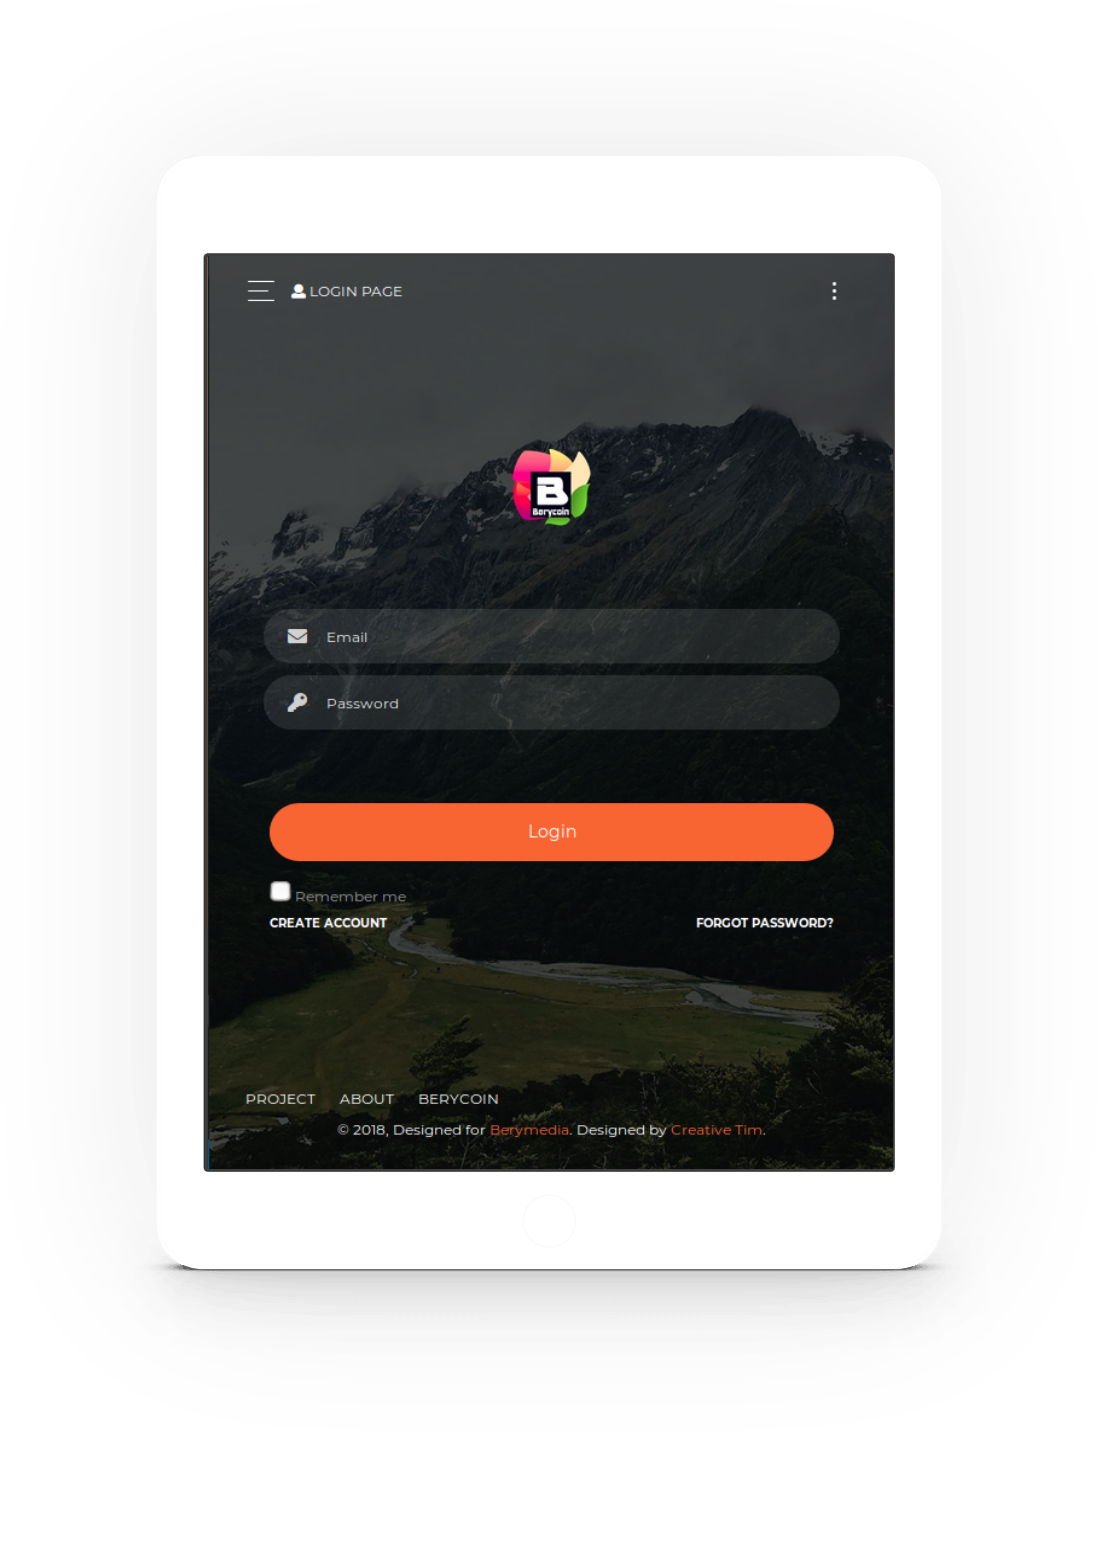 LOGIN PAGE
B
Berycoin
Email
Password
Login
Remember me
CREATE ACCOUNT FORGOT PASSWORD?
PROJECT ABOUT BERYCOIN
© 2018, Designed for Berymedia. Designed by Creative Tim.